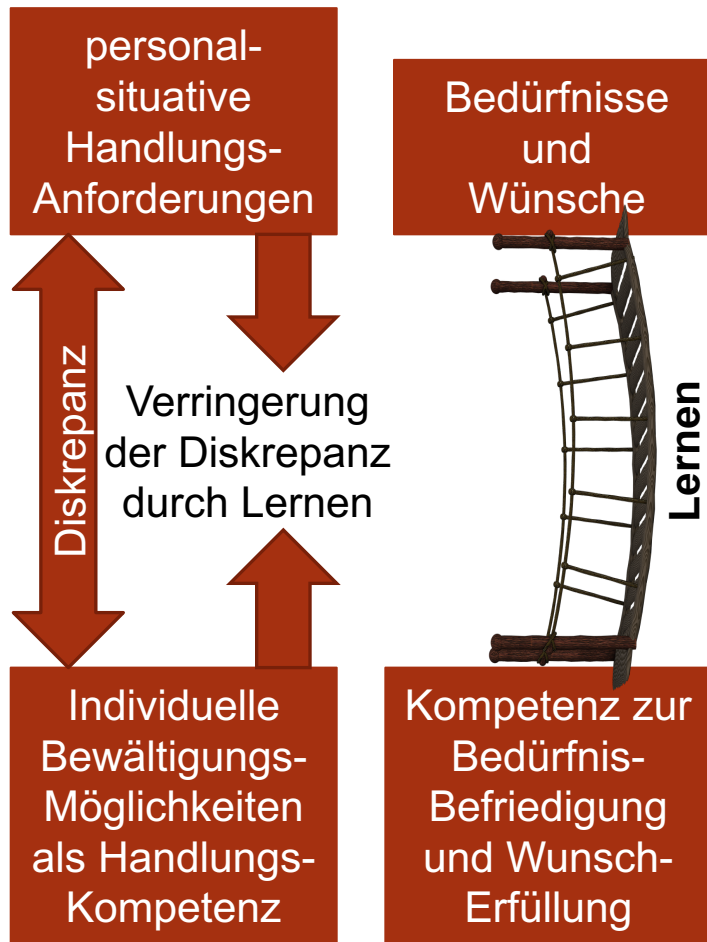 personal-
situative
Handlungs-
Anforderungen
Diskrepanz
Verringerung
der Diskrepanz
durch Lernen
Individuelle
Bewältigungs-
Möglichkeiten
als Handlungs-
Kompetenz
Bedürfnisse
und
Wünsche
Lernen
Kompetenz zur
Bedürfnis-
Befriedigung
und Wunsch-
Erfüllung